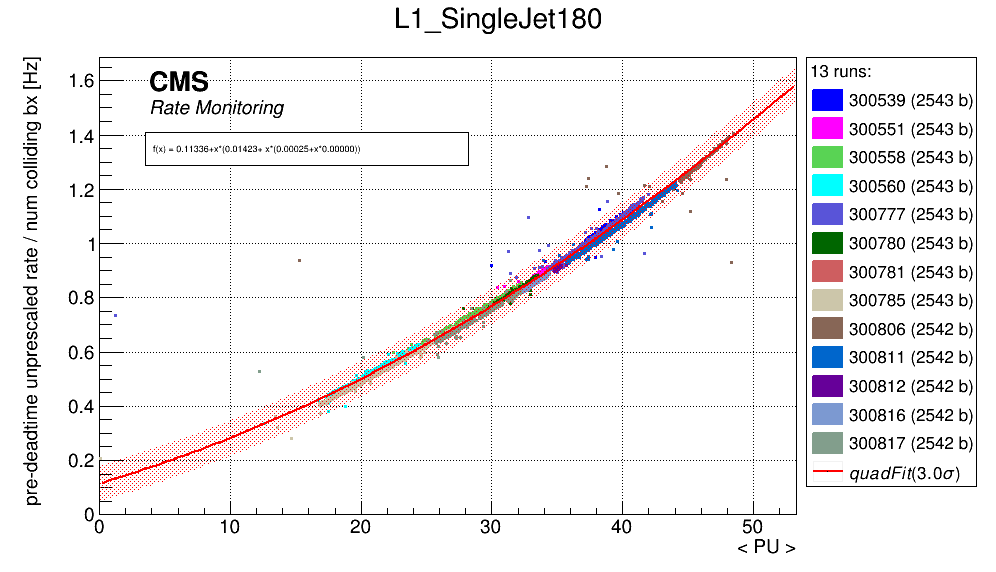 L1_SingleJet180
pre-deadtime unprescaled rate / num colliding bx [Hz]
CMS
Rate Monitoring
f(x) = 0.11336+x*(0.01423+ x*(0.00025+x*0.00000))
1.6
1.4
1.2
1
0.8
0.6
0.4
0.2
0
0 10 20 30 40 50
< PU >
13 runs:
300539 (2543 b)
300551 (2543 b)
300558 (2543 b)
300560 (2543 b)
300777 (2543 b)
300780 (2543 b)
300781 (2543 b)
300785 (2543 b)
300806 (2542 b)
300811 (2542 b)
300812 (2542 b)
300816 (2542 b)
300817 (2542 b)
quadFit(3.0σ)